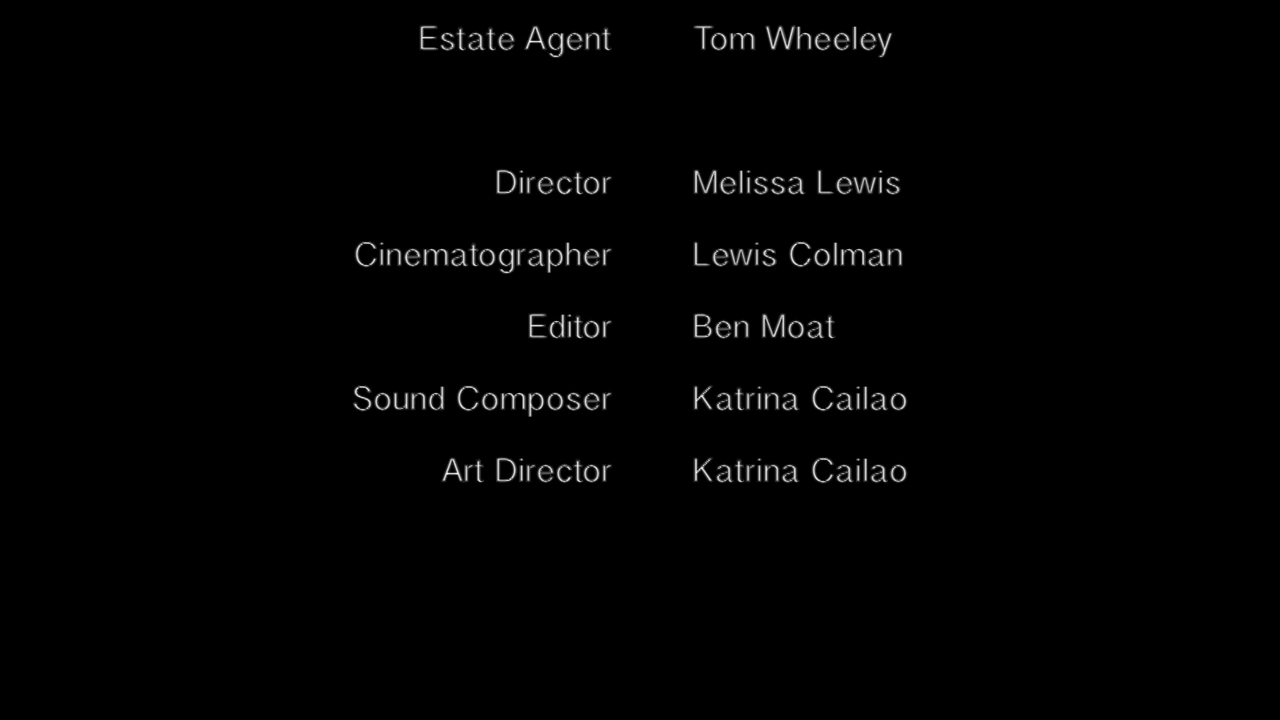 Estate Agent Tom Wheeley
Director Melissa Lewis
Cinematographer Lewis Colman
Editor Ben Moat
Sound Composer Katrina Cailao
Art Director Katrina Cailao